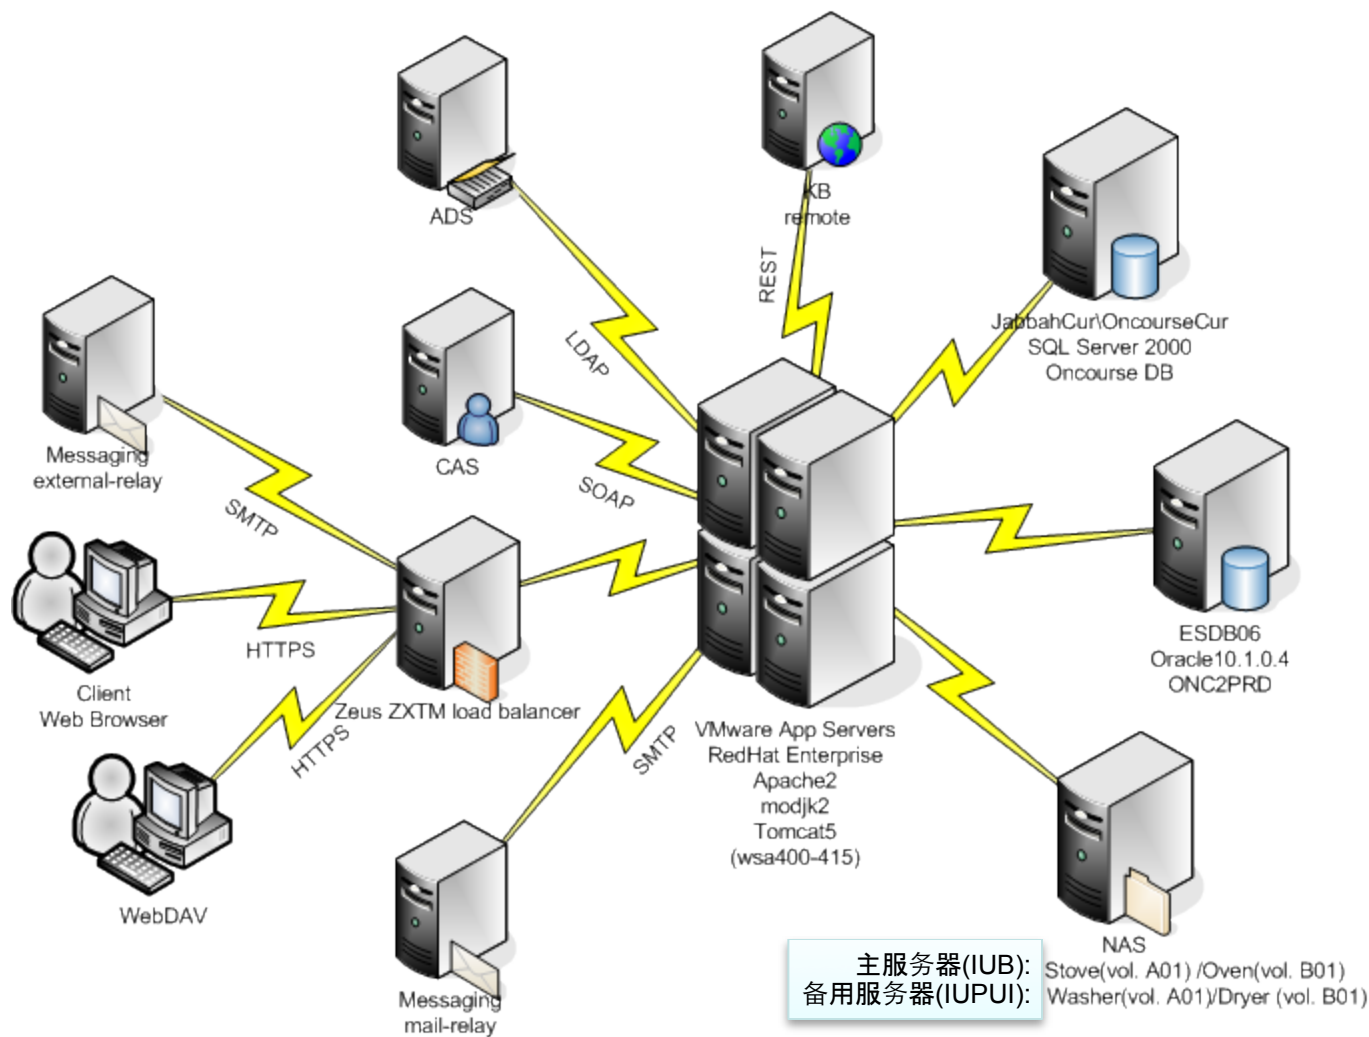 ADS
KB
remote
REST
LDAP
JabbahCur\OncourseCur
SQL Server 2000
Oncourse DB
Messaging
external-relay
CAS
SOAP
SMTP
HTTPS
Client
Web Browser
Zeus ZXTM load balancer
HTTPS
SMTP
VMware App Servers
RedHat Enterprise
Apache2
modjk2
Tomcat5
(wsa400-415)
ESDB06
Oracle10.1.0.4
ONC2PRD
WebDAV
Messaging
mail-relay
NAS
主服务器(IUB): Stove(vol. A01) /Oven(vol. B01)
备用服务器(IUPUI): Washer(vol. A01)/Dryer (vol. B01)